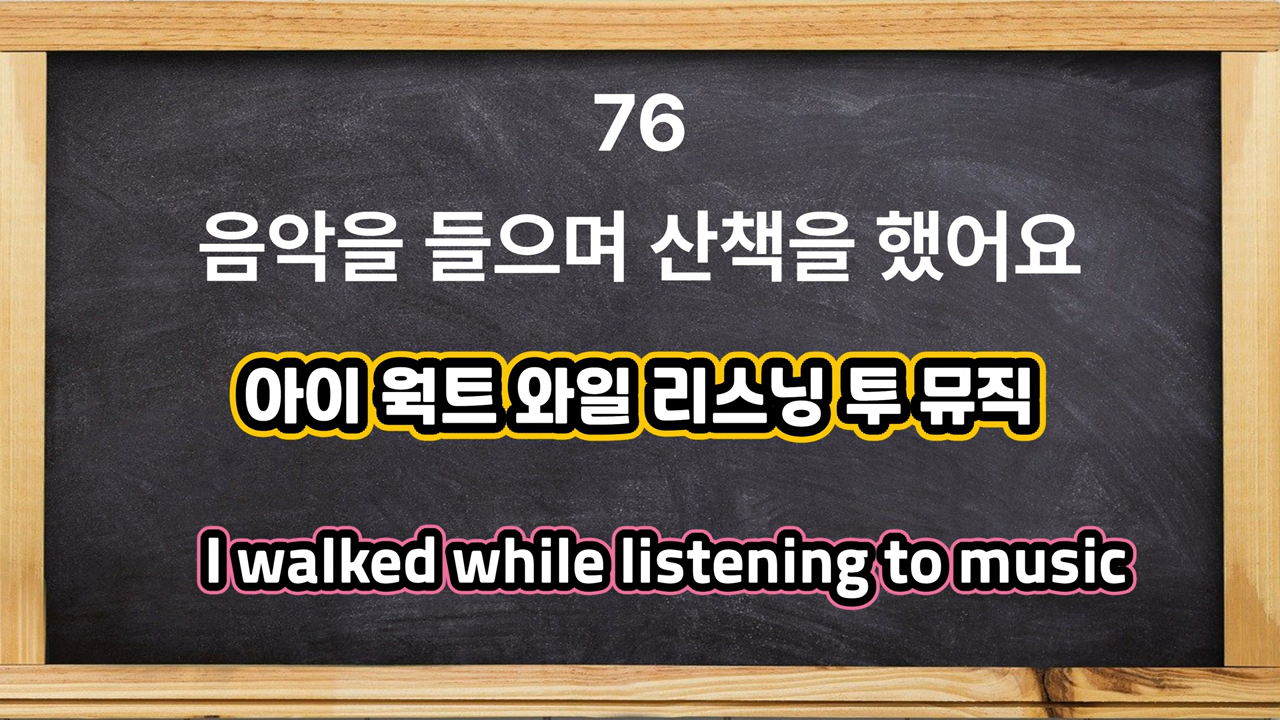 76
음악을 들으며 산책을 했어요
아이 웍트 와일 리스닝 투 뮤직
I walked while listening to music